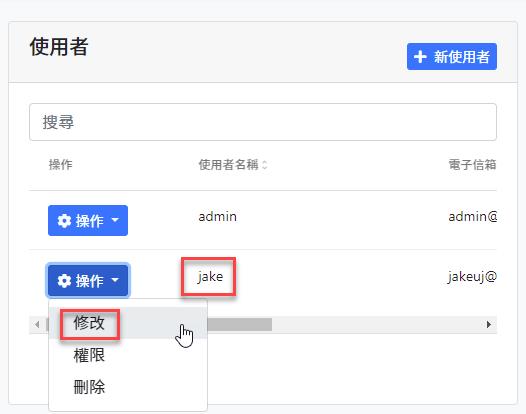 使用者
新使用者
搜尋
操作 使用者名稱 電子信箱
操作 admin admin@
操作 jake jakeuj@
修改
權限
刪除